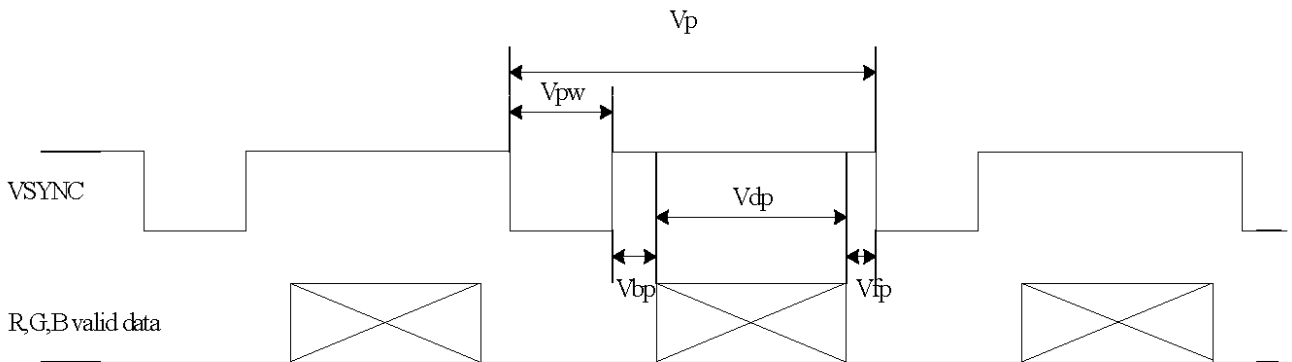 Vp
Vpw
VSYNC
Vdp
Vbp
Vfp
R,G,B valid data